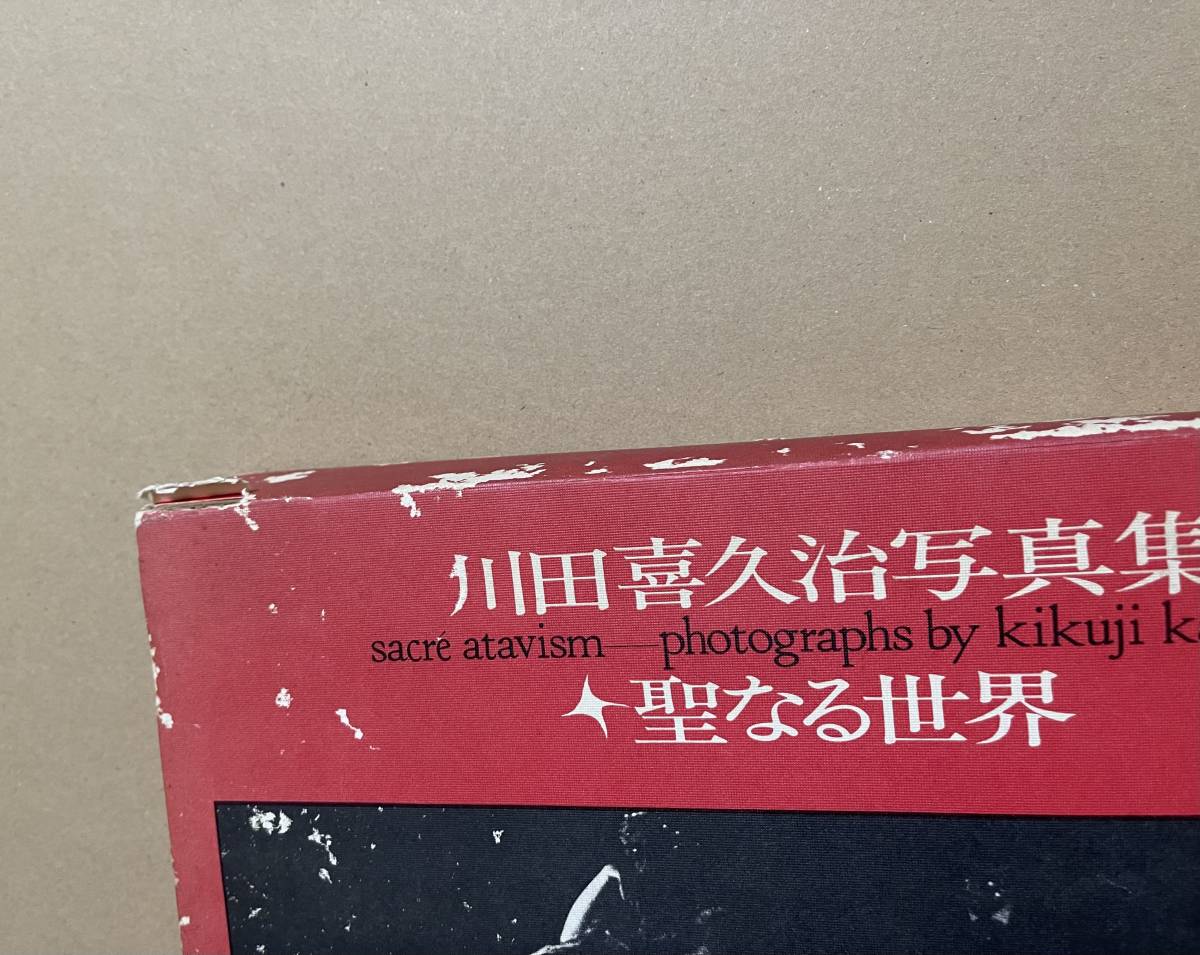 川田喜久治写真集
sacré atavism—photographs by kikuji
✦聖なる世界